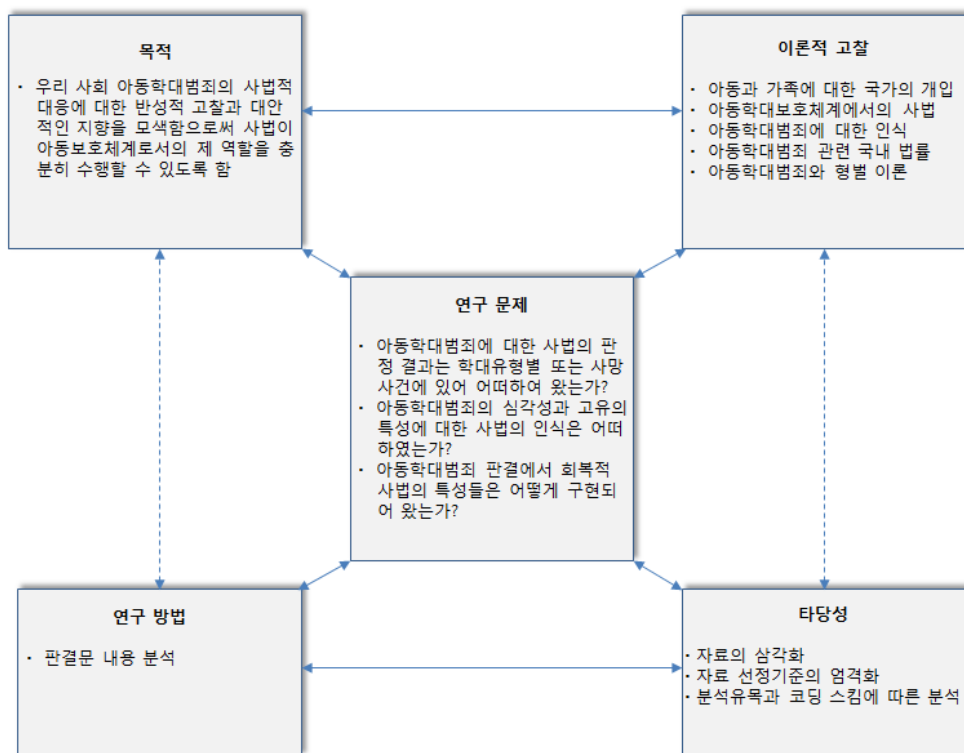 목적
· 우리 사회 아동학대범죄의 사법적
대응에 대한 반성적 고찰과 대안
적인 지향을 모색함으로써 사법이
아동보호체계로서의 제 역할을 충
분히 수행할 수 있도록 함
이론적 고찰
· 아동과 가족에 대한 국가의 개입
· 아동학대보호체계에서의 사법
· 아동학대범죄에 대한 인식
· 아동학대범죄 관련 국내 법률
· 아동학대범죄와 형벌 이론
연구 문제
· 아동학대범죄에 대한 사법의 판
정 결과는 학대유형별 또는 사망
사건에 있어 어떠하여 왔는가?
· 아동학대범죄의 심각성과 고유의
특성에 대한 사법의 인식은 어떠
하였는가?
· 아동학대범죄 판결에서 회복적
사법의 특성들은 어떻게 구현되
어 왔는가?
연구 방법
· 판결문 내용 분석
타당성
· 자료의 삼각화
· 자료 선정기준의 엄격화
· 분석유목과 코딩 스킴에 따른 분석